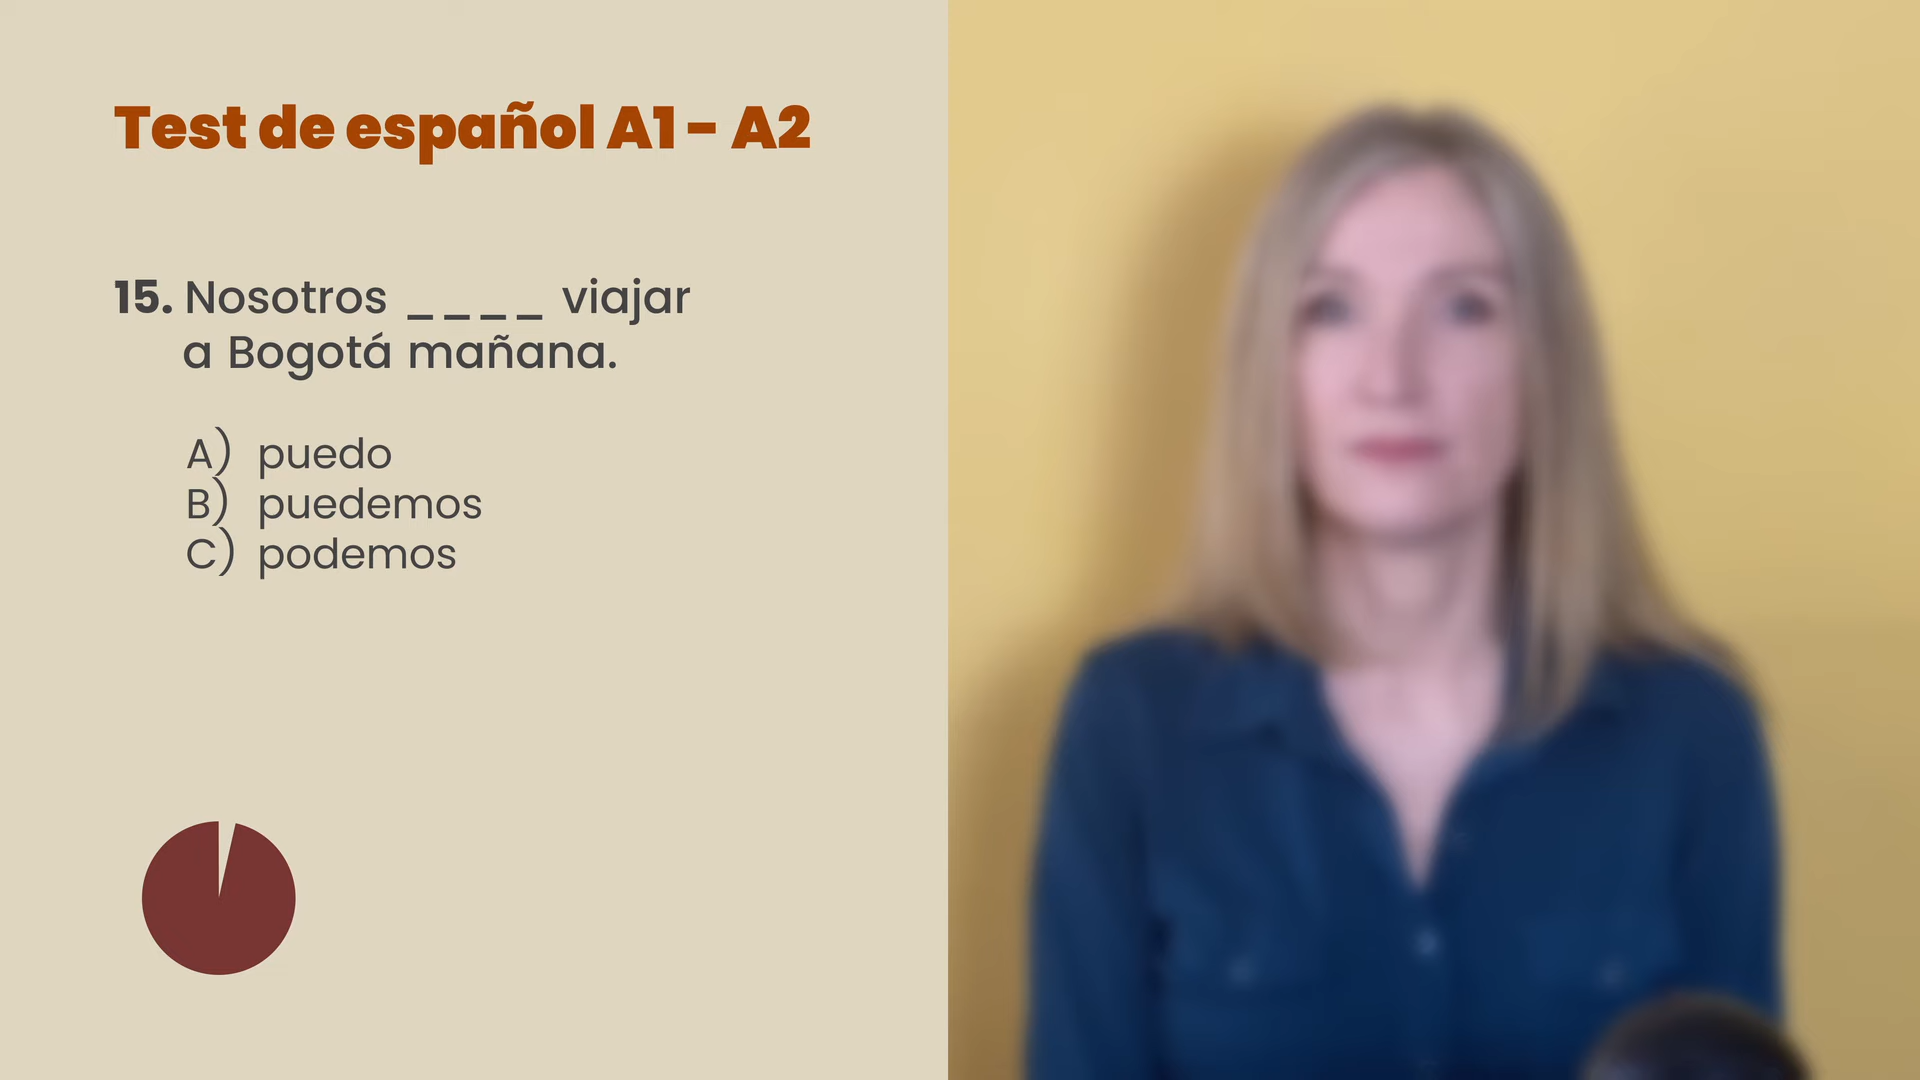 Test de español A1 - A2
15. Nosotros _ _ _ _ viajar
a Bogotá mañana.
A) puedo
B) puedemos
C) podemos